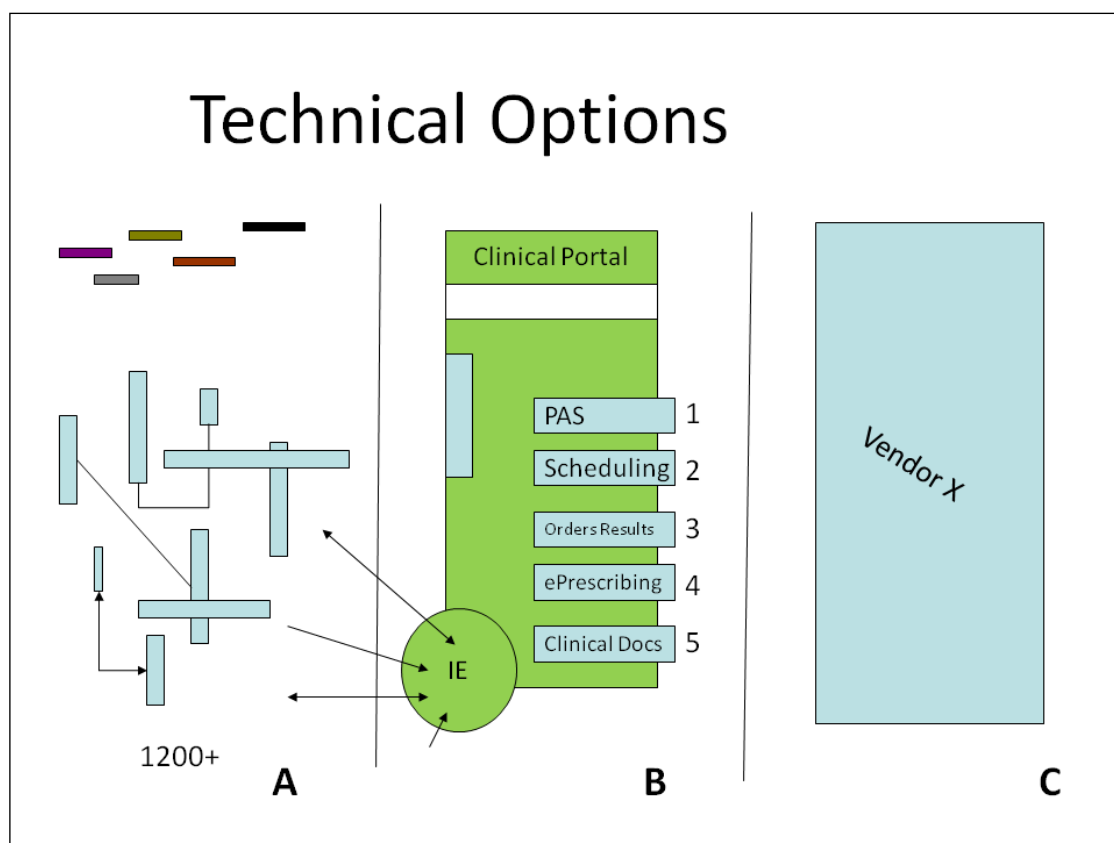 Technical Options
1200+
A
Clinical Portal
PAS 1
Scheduling 2
Orders Results 3
ePrescribing 4
Clinical Docs 5
IE
B
Vendor X
C